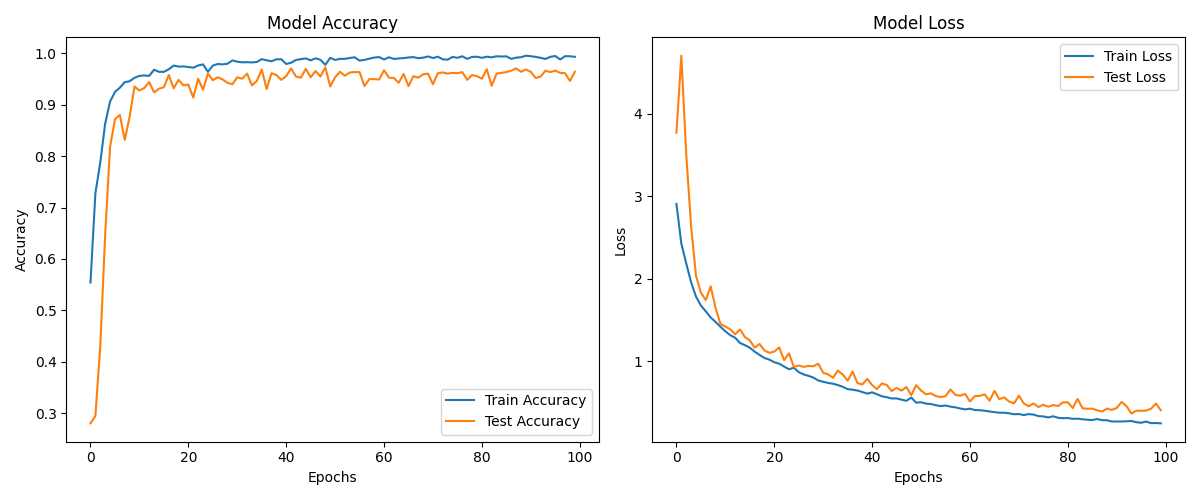 Model Accuracy
Accuracy
1.0
0.9
0.8
0.7
0.6
0.5
0.4
0.3
0
20
40
60
80
100
Epochs
Train Accuracy
Test Accuracy
Model Loss
Loss
4
3
2
1
0
20
40
60
80
100
Epochs
Train Loss
Test Loss